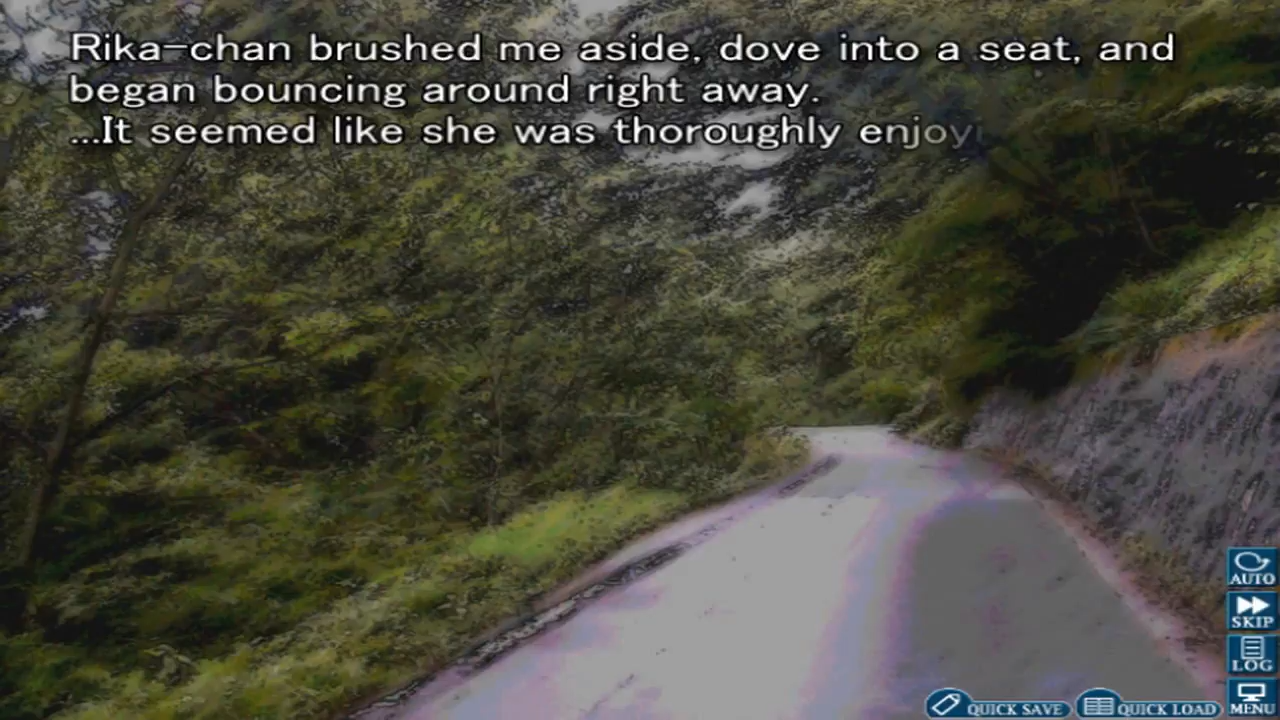 Rika-chan brushed me aside, dove into a seat, and
began bouncing around right away.
...It seemed like she was thoroughly enjoy
AUTO
SKIP
LOG
MENU
QUICK SAVE
QUICK LOAD